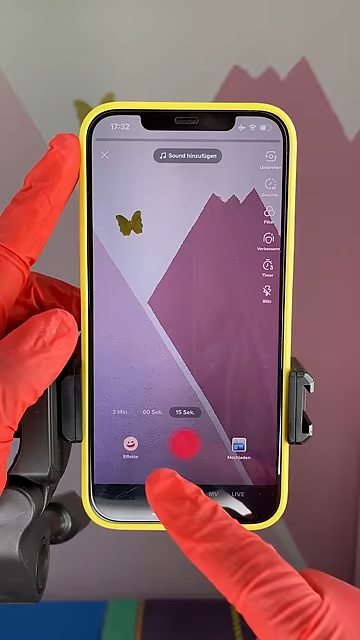 17:32
Sound hinzufügen
Umdrehen
Filter
Verbessern
Timer
Blitz
3 Min.
60 Sek.
15 Sek.
Effekte
Hochladen
MV
LIVE